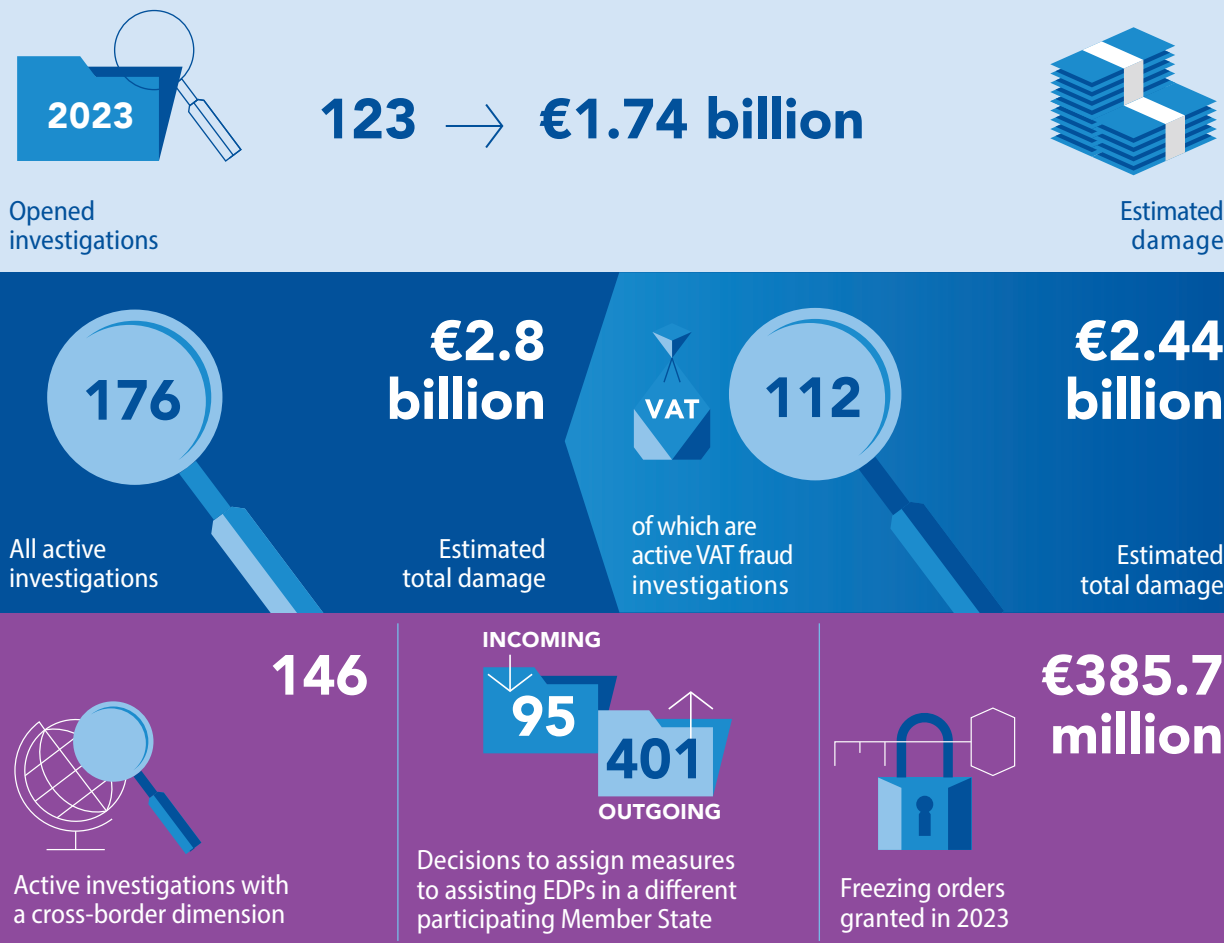 2023
123 → €1.74 billion
Opened
investigations
Estimated
damage
176
€2.8
billion
All active
investigations
Estimated
total damage
VAT
112
€2.44
billion
of which are
active VAT fraud
investigations
Estimated
total damage
146
Active investigations with
a cross-border dimension
INCOMING
95
401
OUTGOING
Decisions to assign measures
to assisting EDPs in a different
participating Member State
€385.7
million
Freezing orders
granted in 2023